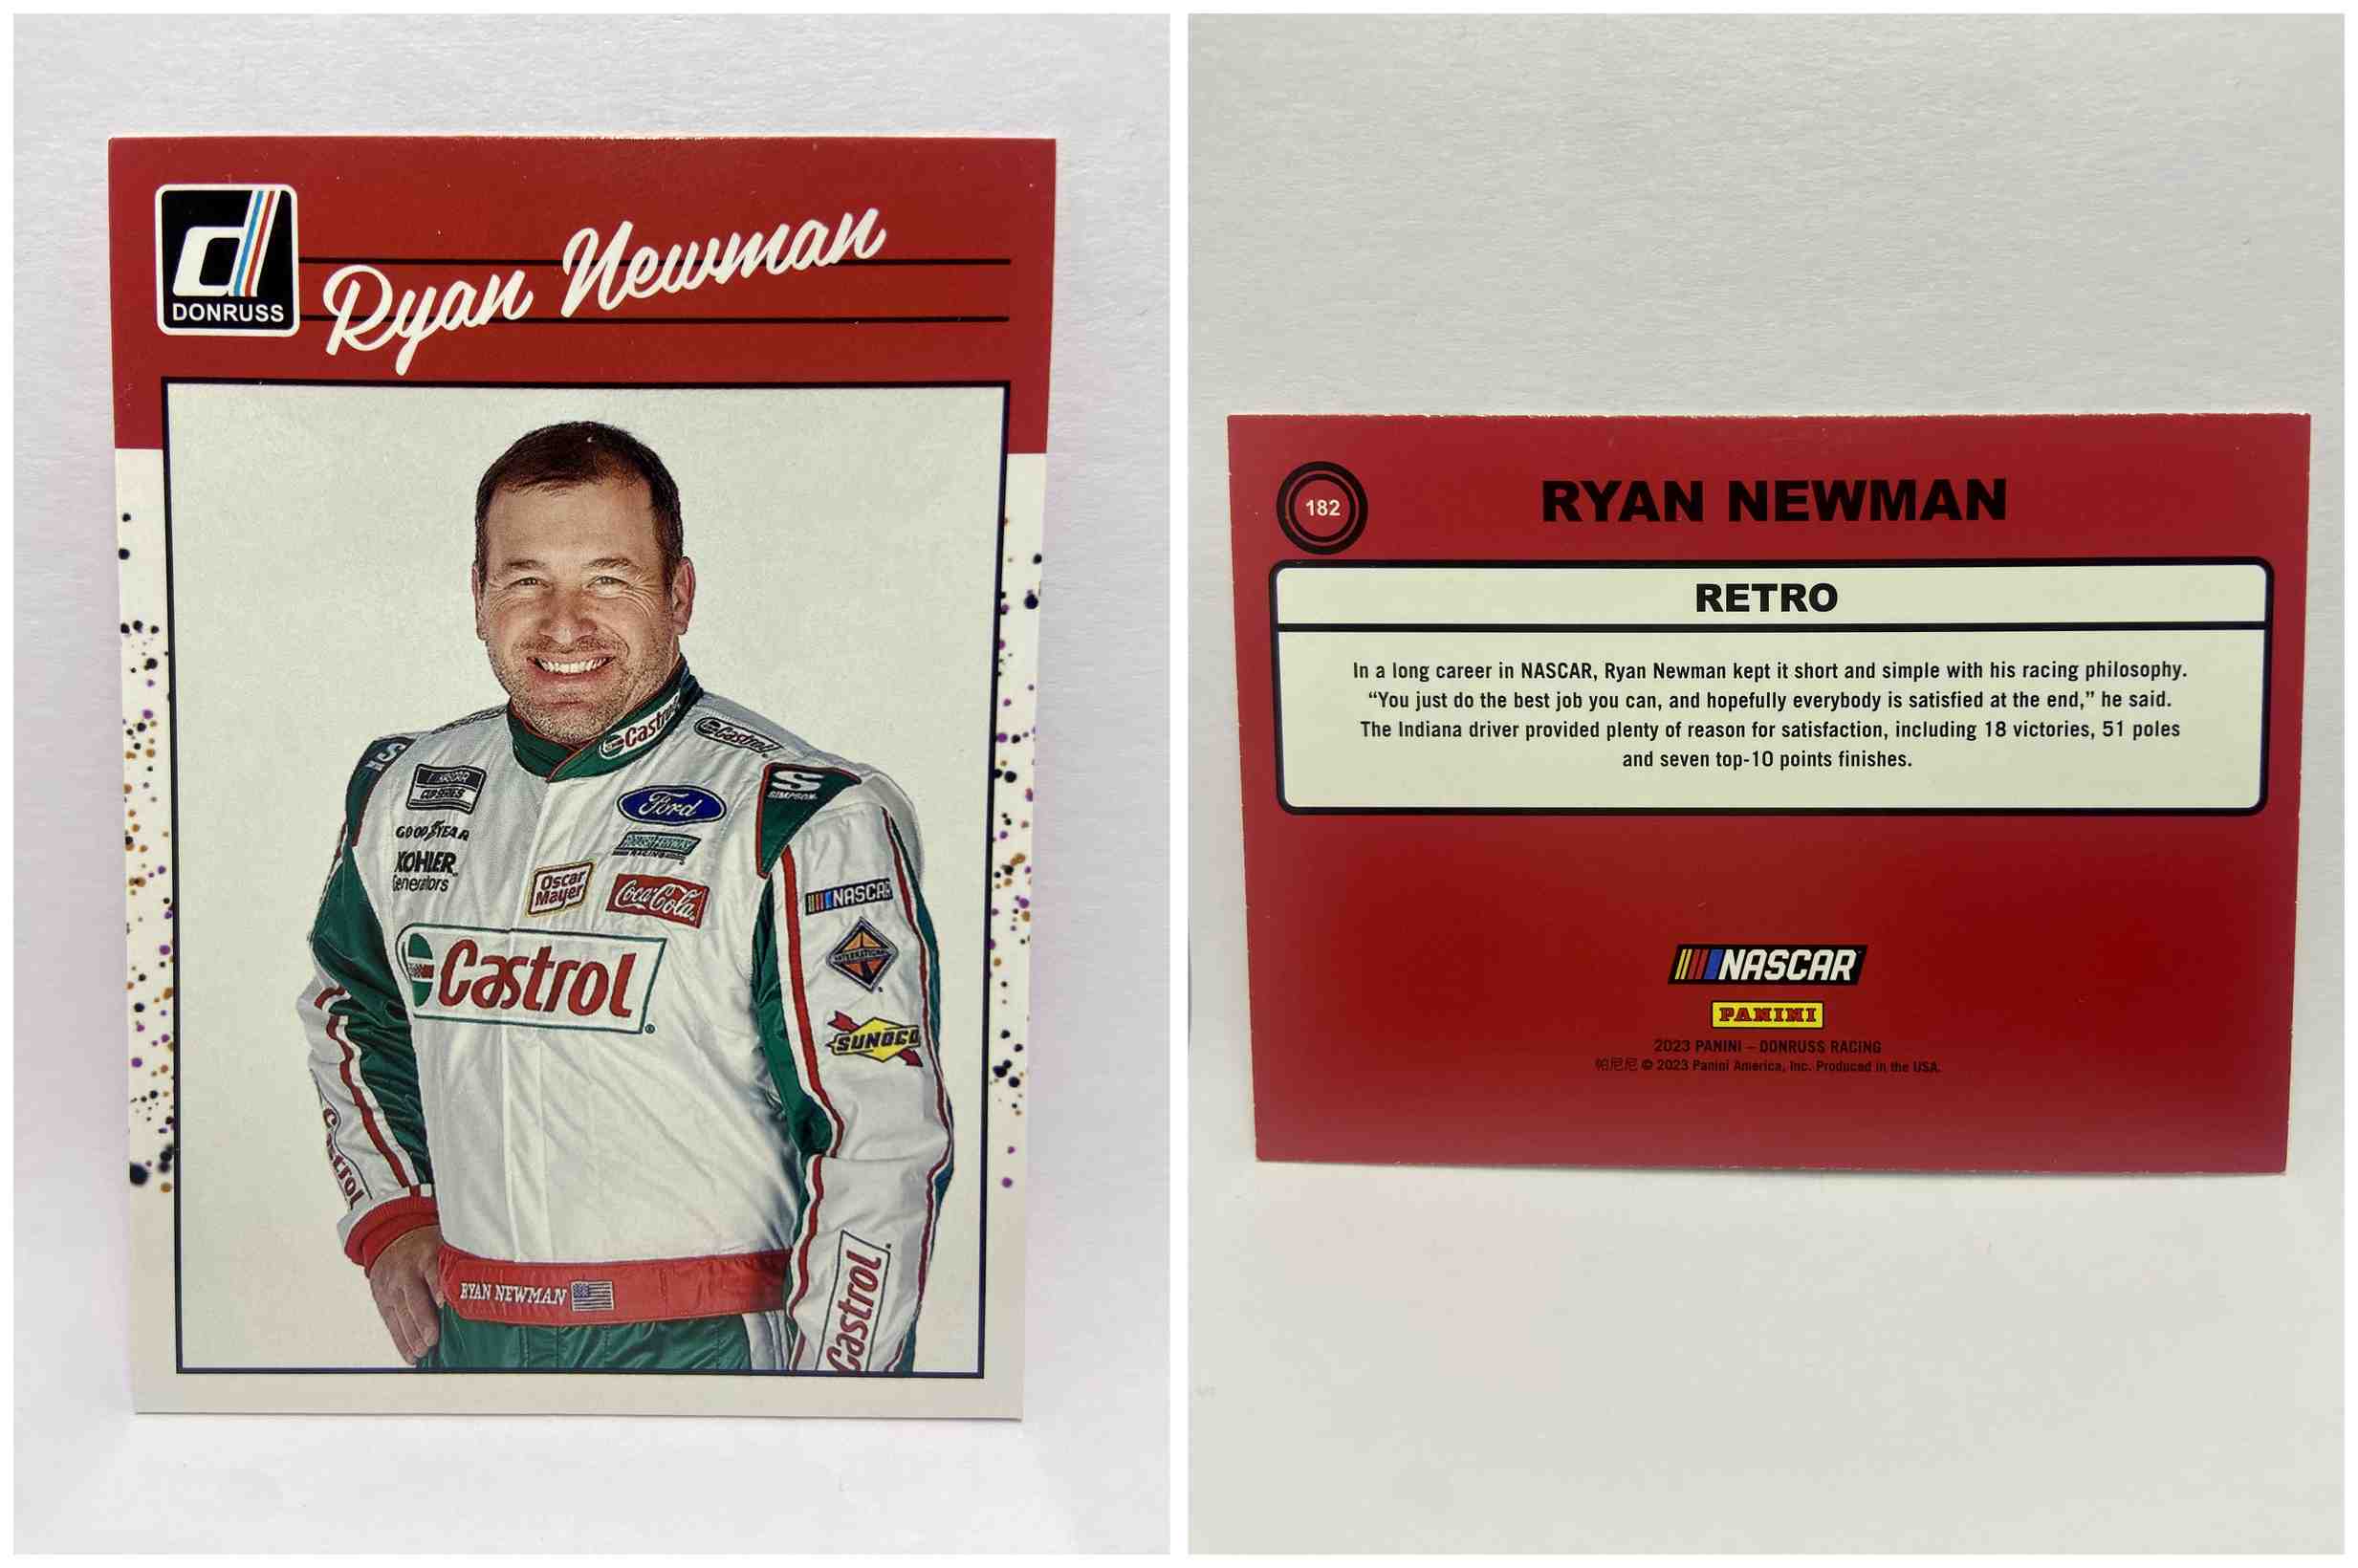 DONRUSS
Ryan Newman
Castrol
Castrol
S
S
SIMPSON
NASCAR
CUP SERIES
Ford
GOODYEAR
KOHLER
Generators
RACING
Oscar
Mayer
Coca-Cola
NASCAR
INTERNATIONAL
Castrol
SUNOCO
Castrol
RYAN NEWMAN
Castrol
182
RYAN NEWMAN
RETRO
In a long career in NASCAR, Ryan Newman kept it short and simple with his racing philosophy.
“You just do the best job you can, and hopefully everybody is satisfied at the end,” he said.
The Indiana driver provided plenty of reason for satisfaction, including 18 victories, 51 poles
and seven top-10 points finishes.
NASCAR
PANINI
2023 PANINI – DONRUSS RACING
帕尼尼 © 2023 Panini America, Inc. Produced in the USA.